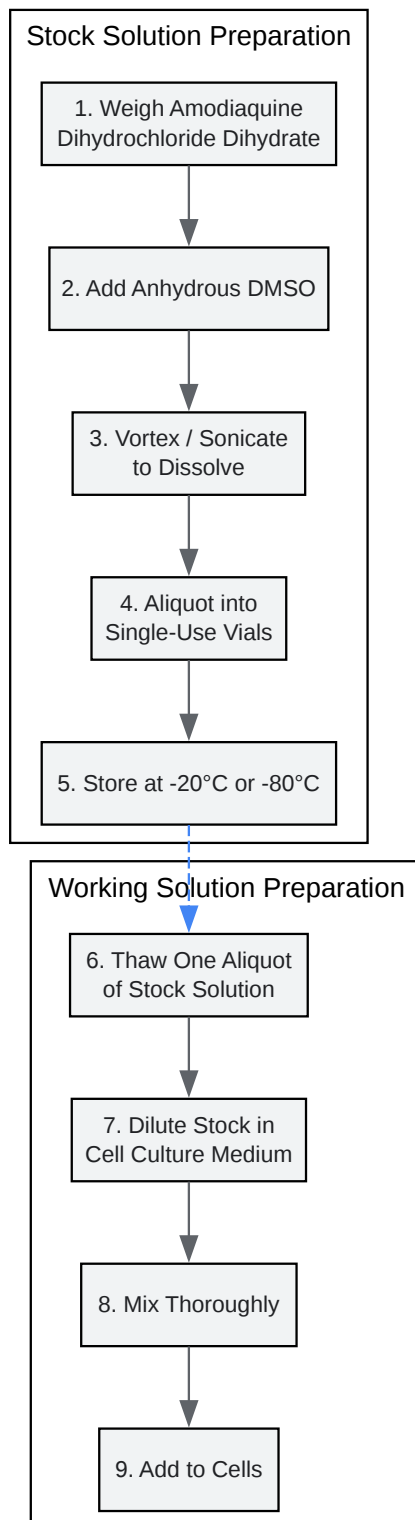 Stock Solution Preparation
1. Weigh Amodiaquine
Dihydrochloride Dihydrate
2. Add Anhydrous DMSO
3. Vortex / Sonicate
to Dissolve
4. Aliquot into
Single-Use Vials
5. Store at -20°C or -80°C
Working Solution Preparation
6. Thaw One Aliquot
of Stock Solution
7. Dilute Stock in
Cell Culture Medium
8. Mix Thoroughly
9. Add to Cells